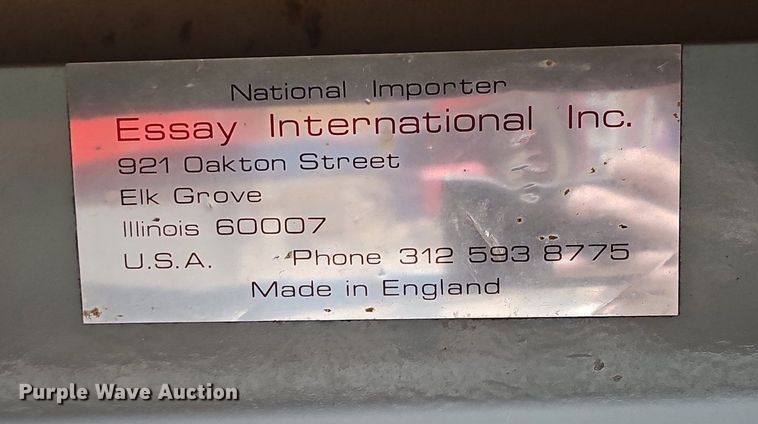 National Importer
Essay International Inc.
921 Oakton Street
Elk Grove
Illinois 60007
U.S.A. Phone 312 593 8775
Made in England
Purple Wave Auction